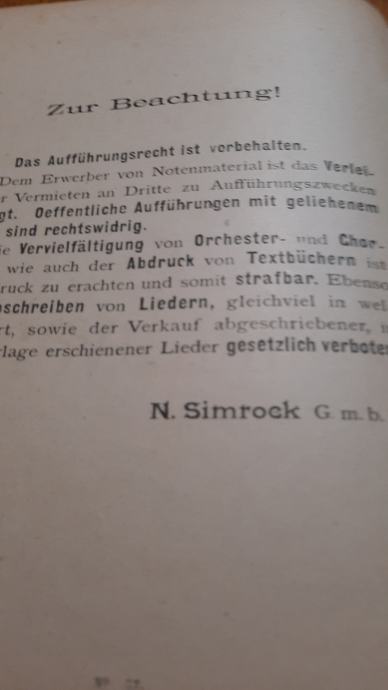 Zur Beachtung!
Das Aufführungsrecht ist vorbehalten.
Dem Erwerber von Notenmaterial ist das Verlei-
r Vermieten an Dritte zu Aufführungszwecken
gt. Oeffentliche Aufführungen mit geliehenem
sind rechtswidrig.
ie Vervielfältigung von Orchester- und Chor-
wie auch der Abdruck von Textbüchern ist
ruck zu erachten und somit strafbar. Ebenso
bschreiben von Liedern, gleichviel in wel
rt, sowie der Verkauf abgeschriebener, i
rlage erschienener Lieder gesetzlich verboten
N. Simrock G. m. b.